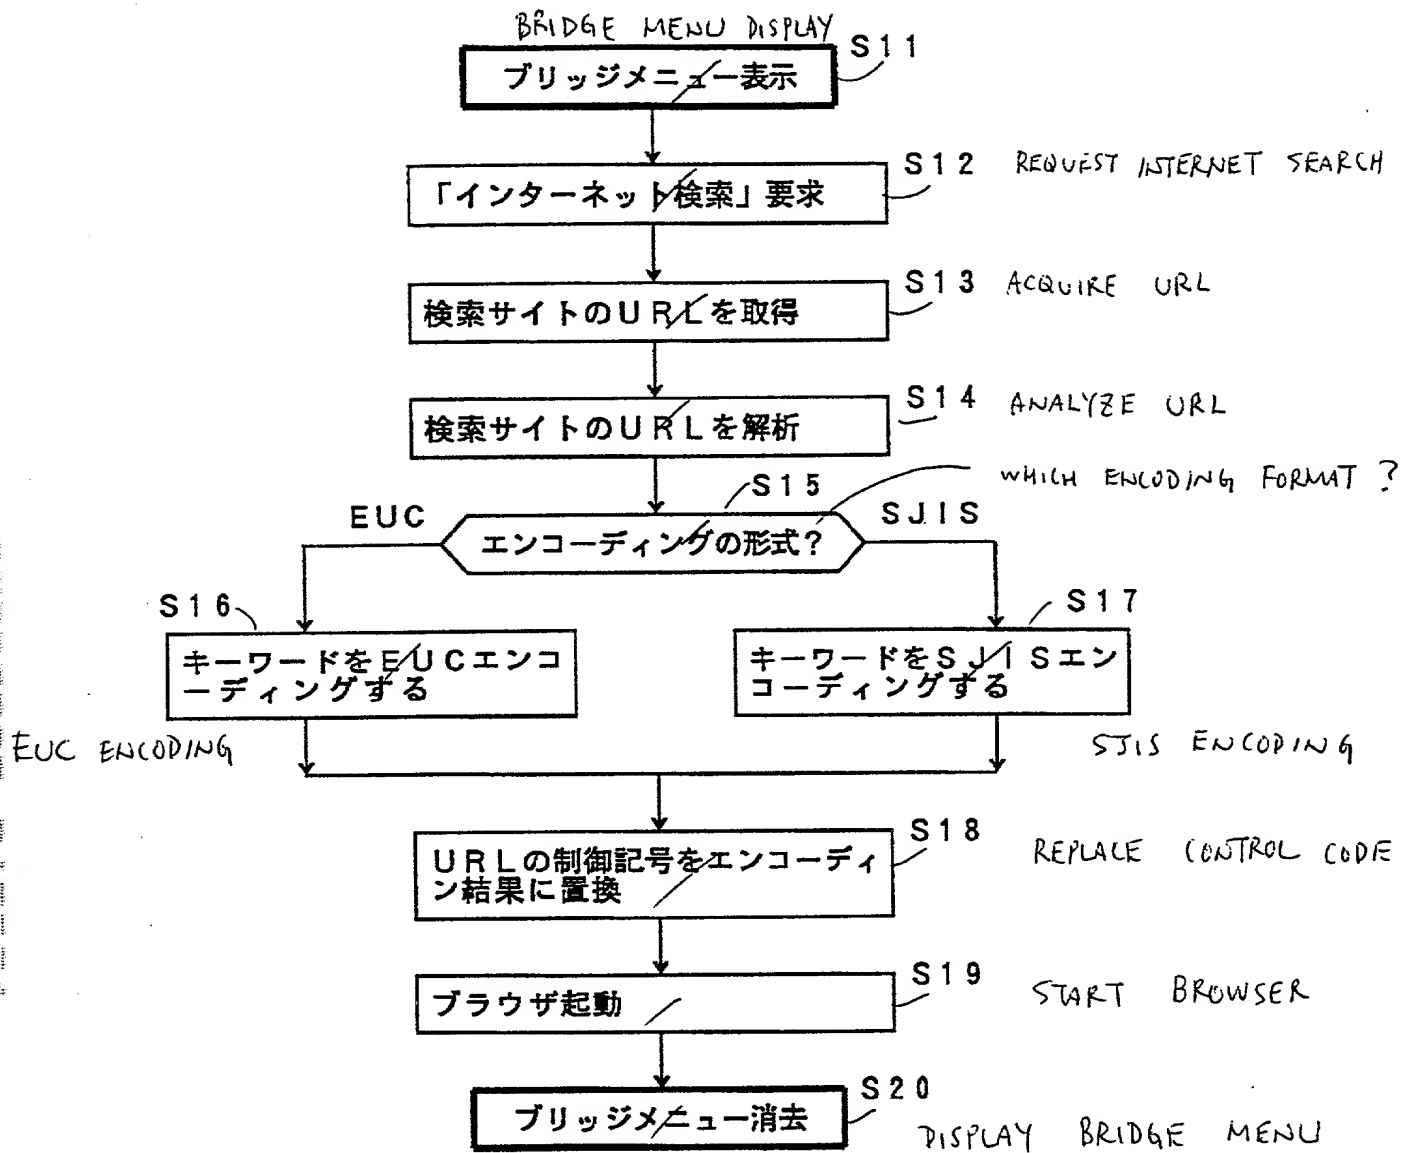 BRIDGE MENU DISPLAY
S11
ブリッジメニュー表示
S12 REQUEST INTERNET SEARCH
「インターネット検索」要求
S13 ACQUIRE URL
検索サイトのURLを取得
S14 ANALYZE URL
検索サイトのURLを解析
WHICH ENCODING FORMAT?
S15
EUC
SJIS
エンコーディングの形式?
S16
S17
キーワードをEUCエンコ
ーディングする
キーワードをSJISエン
コーディングする
EUC ENCODING
SJIS ENCODING
S18
REPLACE CONTROL CODE
URLの制御記号をエンコーディ
ン結果に置換
S19
START BROWSER
ブラウザ起動
S20
ブリッジメニュー消去
DISPLAY BRIDGE MENU